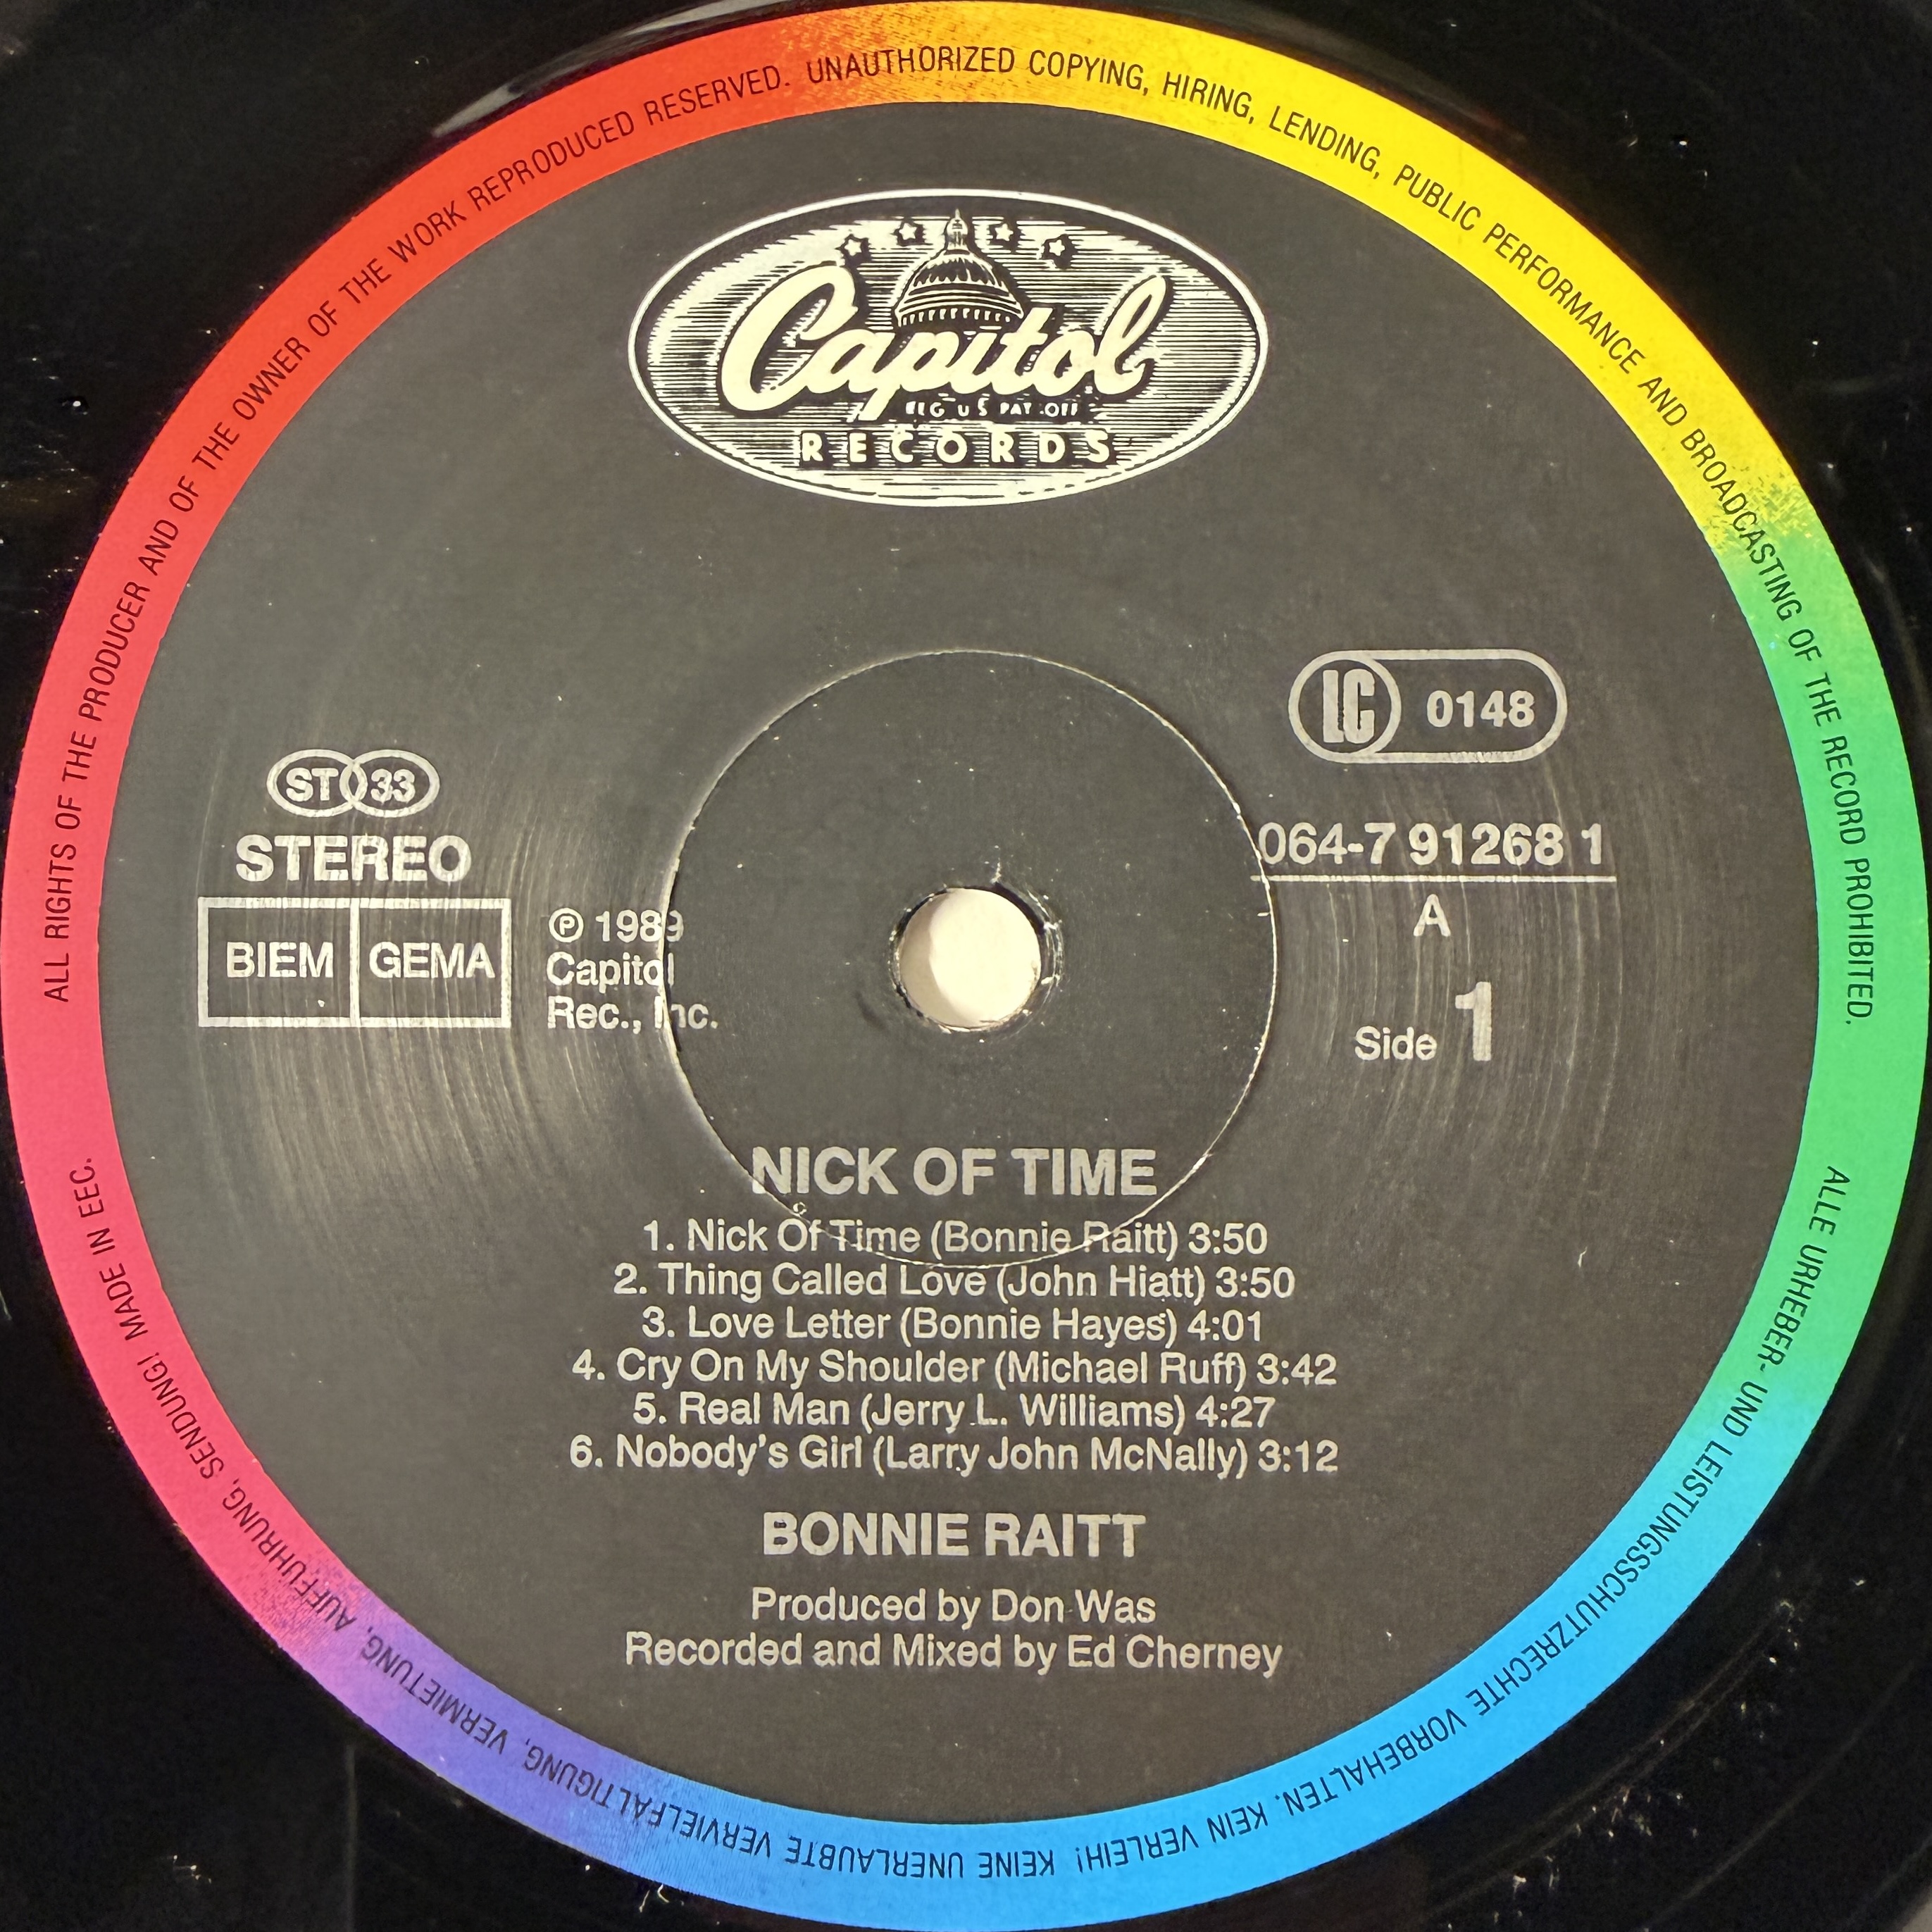 ALL RIGHTS OF THE PRODUCER AND OF THE OWNER OF THE WORK REPRODUCED RESERVED. UNAUTHORIZED COPYING, HIRING, LENDING, PUBLIC PERFORMANCE AND BROADCASTING OF THE RECORD PROHIBITED.
Capitol
REG U S PAT OFF
RECORDS
LC 0148
ST 33
STEREO
BIEM GEMA
℗ 1989
Capitol
Rec., Inc.
064-7 91268 1
A
Side 1
NICK OF TIME
1. Nick Of Time (Bonnie Raitt) 3:50
2. Thing Called Love (John Hiatt) 3:50
3. Love Letter (Bonnie Hayes) 4:01
4. Cry On My Shoulder (Michael Ruff) 3:42
5. Real Man (Jerry L. Williams) 4:27
6. Nobody's Girl (Larry John McNally) 3:12
BONNIE RAITT
Produced by Don Was
Recorded and Mixed by Ed Cherney
ALLE URHEBER- UND LEISTUNGSSCHUTZRECHTE VORBEHALTEN. KEIN VERLEIH! KEINE UNERLAUBTE VERVIELFÄLTIGUNG, VERMIETUNG, AUFFÜHRUNG, SENDUNG! MADE IN EEC.